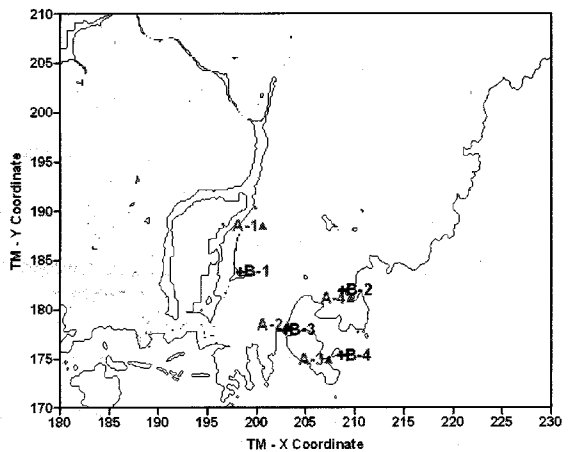 210
205
200
195
190
185
180
175
170
TM - Y Coordinate
A-1
B-1
B-2
A-4
A-2
B-3
A-3
B-4
180 185 190 195 200 205 210 215 220 225 230
TM - X Coordinate